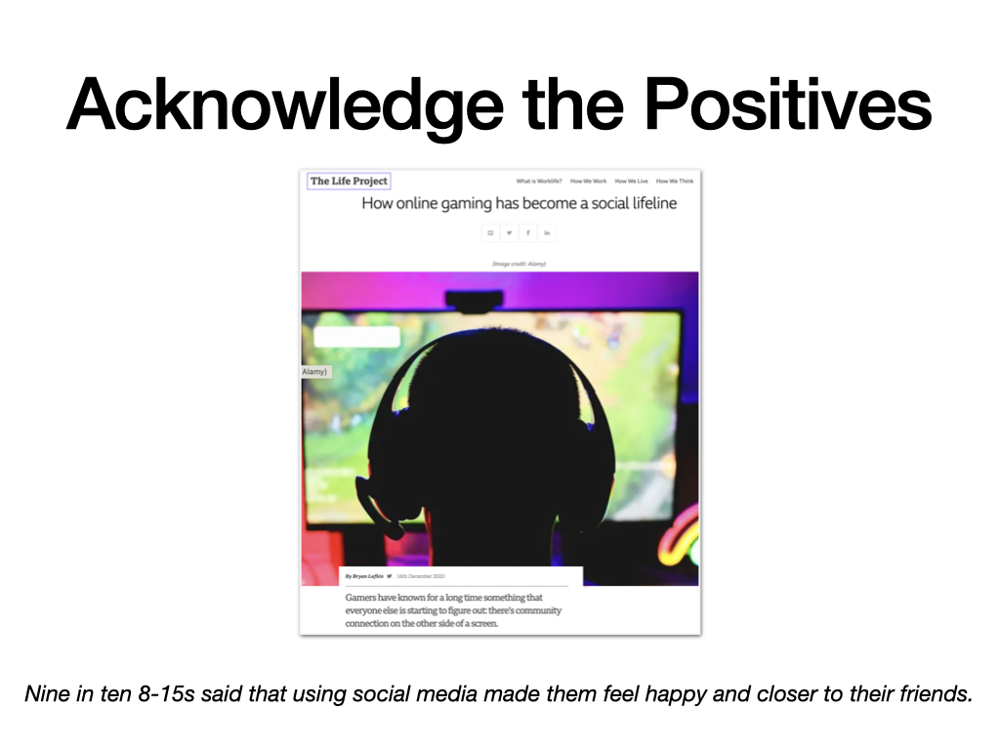 Acknowledge the Positives
The Life Project
What is Worklife? How We Work How We Live How We Think
How online gaming has become a social lifeline
(Image credit: Alamy)
Alamy)
By Bryan Lufkin 16th December 2020
Gamers have known for a long time something that
everyone else is starting to figure out: there's community
connection on the other side of a screen.
Nine in ten 8-15s said that using social media made them feel happy and closer to their friends.